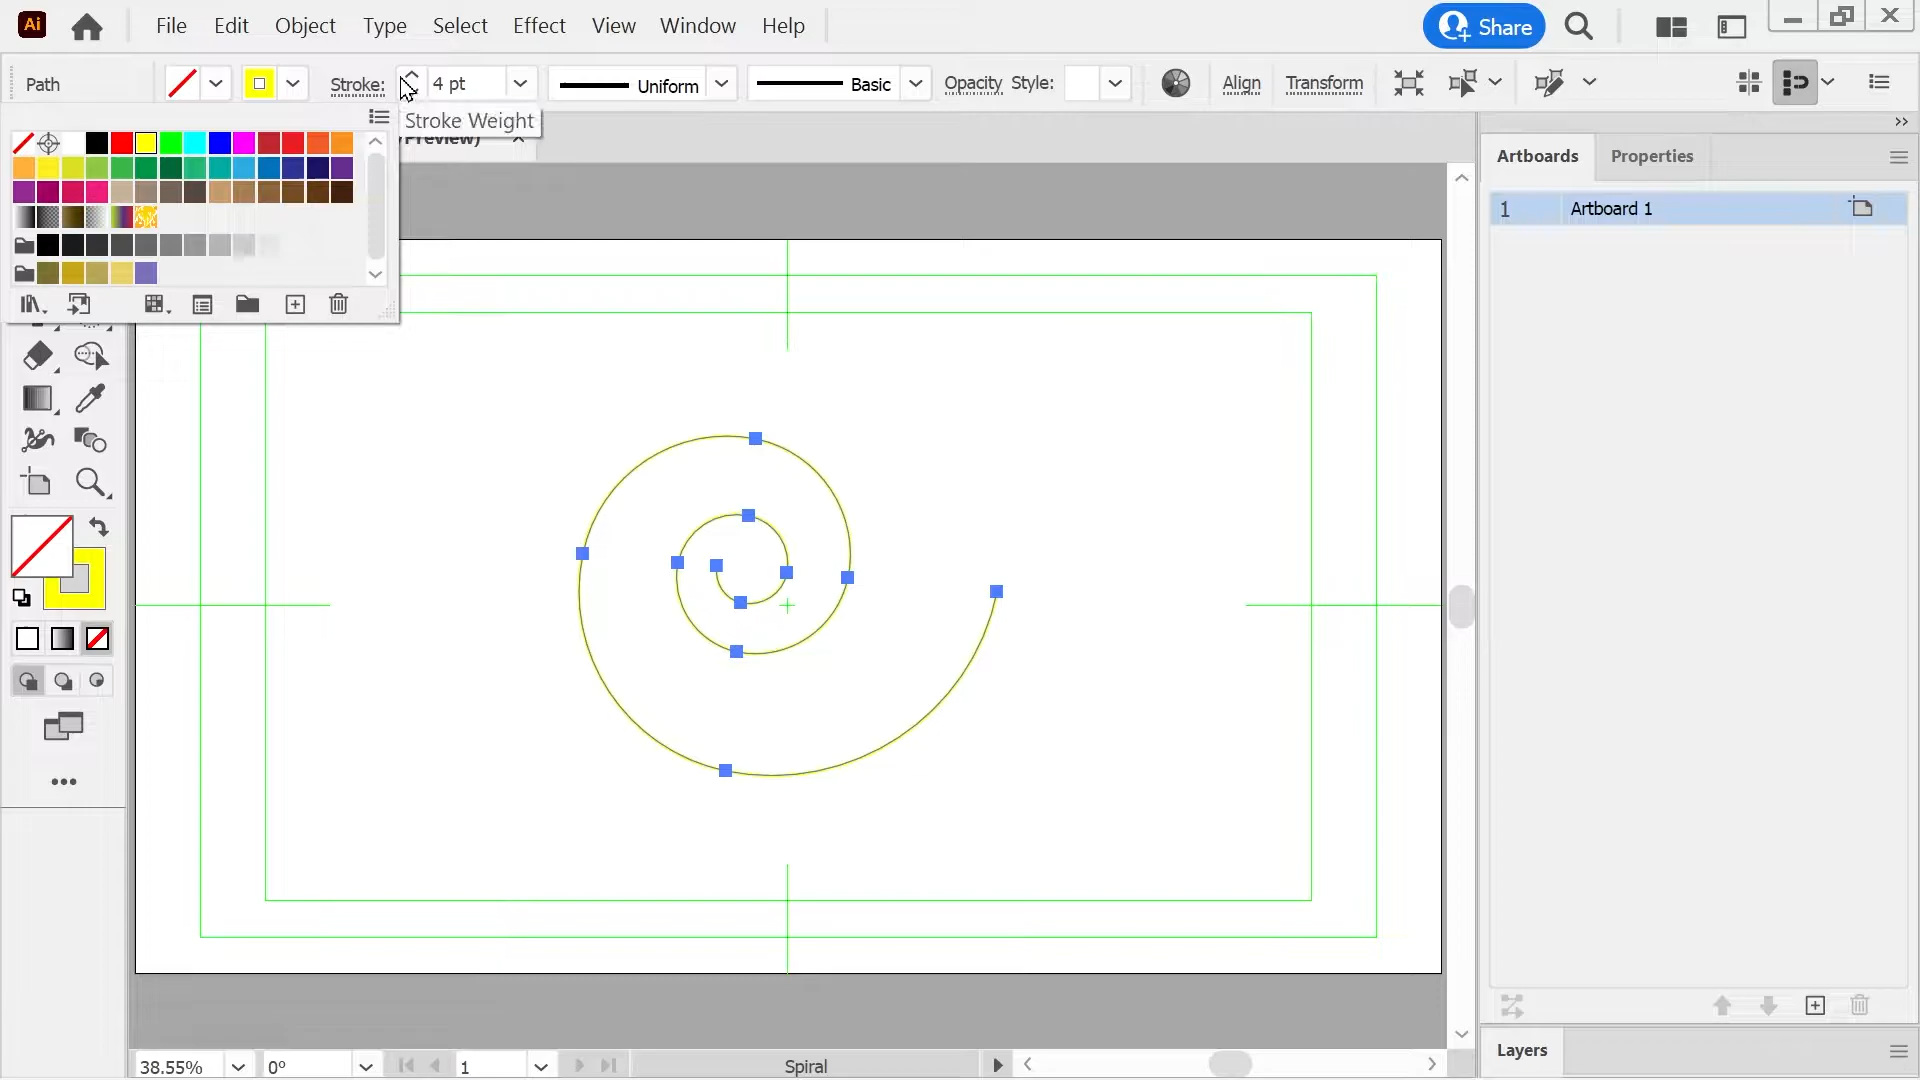 Ai File Edit Object Type Select Effect View Window Help Share
Path Stroke: 4 pt Uniform Basic Opacity Style: Align Transform
Stroke Weight
Preview)
Artboards Properties
1 Artboard 1
Layers
38.55% 0° 1 Spiral